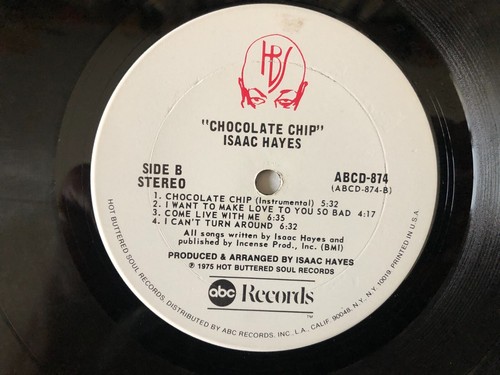 HBS
"CHOCOLATE CHIP"
ISAAC HAYES
SIDE B
STEREO
ABCD-874
(ABCD-874-B)
1. CHOCOLATE CHIP (Instrumental) 5:32
2. I WANT TO MAKE LOVE TO YOU SO BAD 4:17
3. COME LIVE WITH ME 6:35
4. I CAN'T TURN AROUND 6:32
All songs written by Isaac Hayes and
published by Incense Prod., Inc. (BMI)
PRODUCED & ARRANGED BY ISAAC HAYES
℗ 1975 HOT BUTTERED SOUL RECORDS
abc Records
TM
HOT BUTTERED SOUL RECORDS, DISTRIBUTED BY ABC RECORDS, INC. L.A. CALIF. 90048, N.Y. N.Y. 10019. PRINTED IN U.S.A.